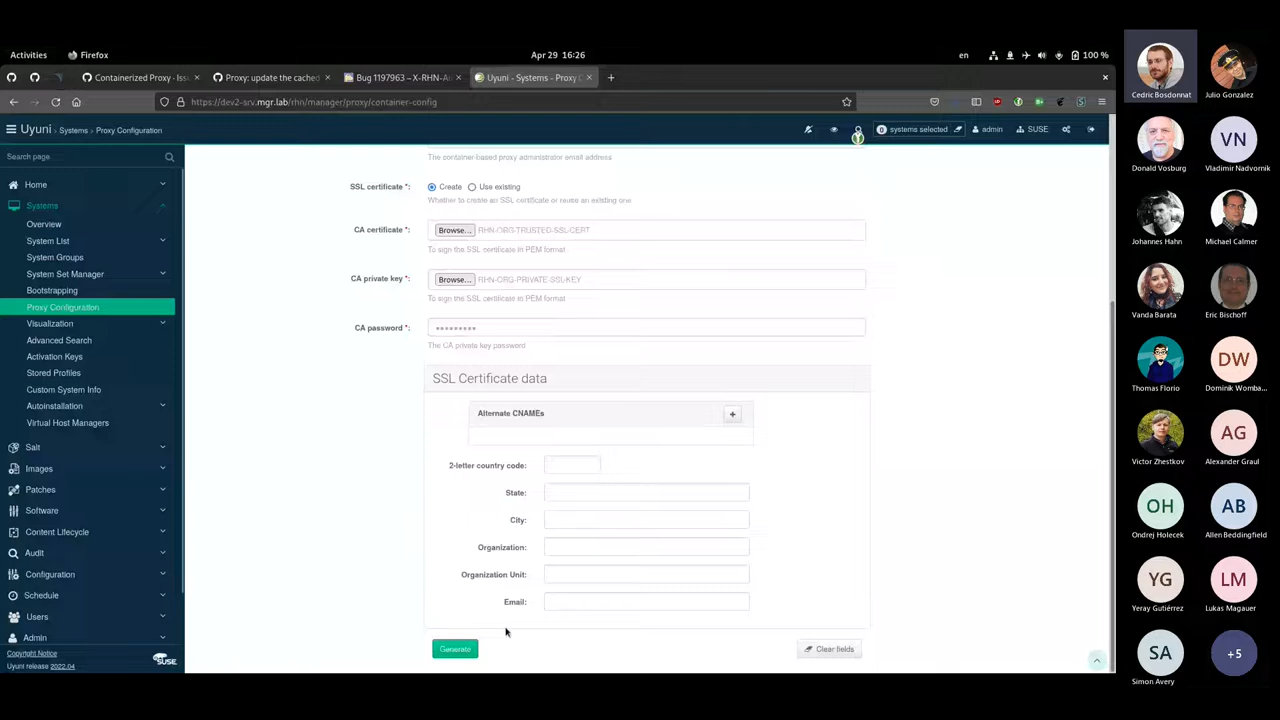 Activities
Firefox
Apr 29 16:26
en
100 %
Containerized Proxy - Iss
Proxy: update the cached
Bug 1197963 – X-RHN-A
Uyuni - Systems - Proxy C
https://dev2-srv.mgr.lab/rhn/manager/proxy/container-config
Uyuni
Systems › Proxy Configuration
0 systems selected
admin
SUSE
Search page
Home
Systems
Overview
System List
System Groups
System Set Manager
Bootstrapping
Proxy Configuration
Visualization
Advanced Search
Activation Keys
Stored Profiles
Custom System Info
Autoinstallation
Virtual Host Managers
Salt
Images
Patches
Software
Content Lifecycle
Audit
Configuration
Schedule
Users
Admin
Copyright Notice
Uyuni release 2022.04
SUSE
The container-based proxy administrator email address
SSL certificate *:
Create
Use existing
Whether to create an SSL certificate or reuse an existing one
CA certificate *:
Browse... RHN-ORG-TRUSTED-SSL-CERT
To sign the SSL certificate in PEM format
CA private key *:
Browse... RHN-ORG-PRIVATE-SSL-KEY
To sign the SSL certificate in PEM format
CA password *:
The CA private key password
SSL Certificate data
Alternate CNAMEs
+
2-letter country code:
State:
City:
Organization:
Organization Unit:
Email:
Generate
Clear fields
Cedric Bosdonnat
Julio Gonzalez
Donald Vosburg
VN
Vladimir Nadvornik
Johannes Hahn
Michael Calmer
Vanda Barata
Eric Bischoff
Thomas Florio
DW
Dominik Womba...
Victor Zhestkov
AG
Alexander Graul
OH
Ondrej Holecek
AB
Allen Beddingfield
YG
Yeray Gutiérrez
LM
Lukas Magauer
SA
Simon Avery
+5